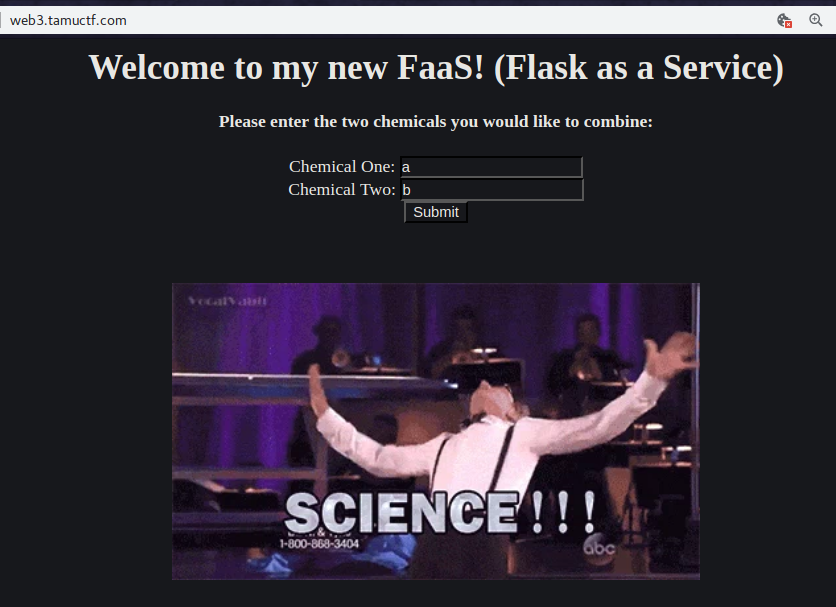 web3.tamuctf.com
Welcome to my new FaaS! (Flask as a Service)
Please enter the two chemicals you would like to combine:
Chemical One: a
Chemical Two: b
Submit
VocalVault
SCIENCE!!!
1-800-868-3404
abc